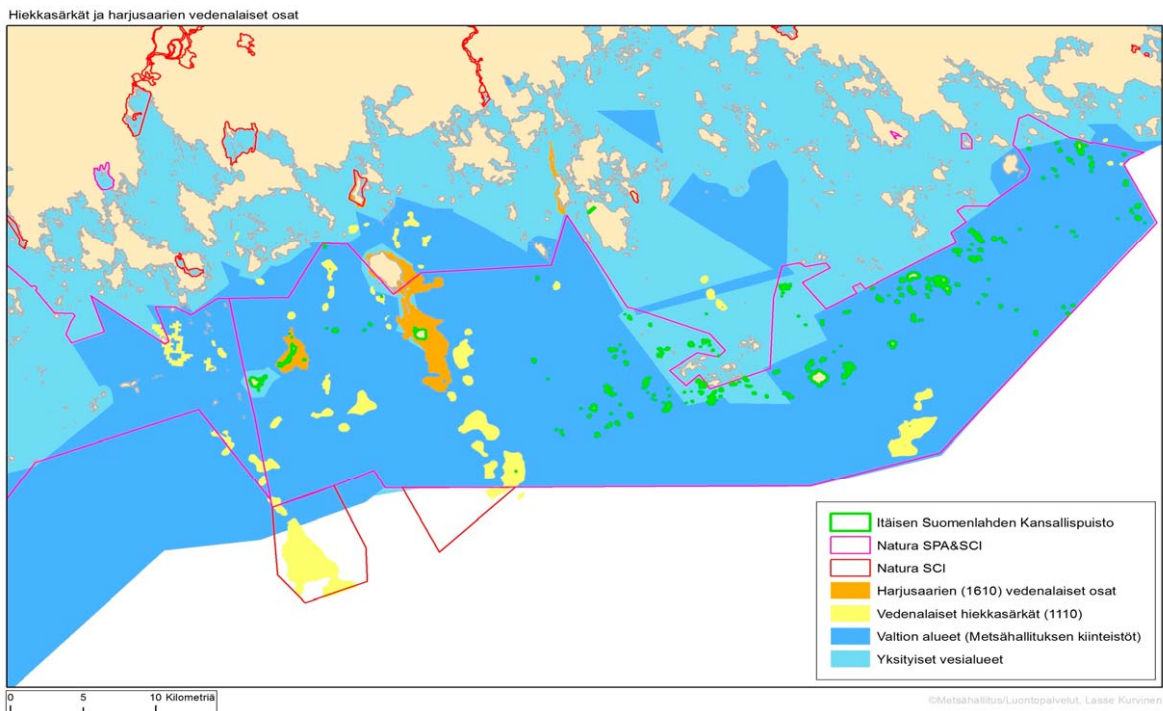 Hiekkasärkät ja harjusaarien vedenalaiset osat
Itäisen Suomenlahden Kansallispuisto
Natura SPA&SCI
Natura SCI
Harjusaarien (1610) vedenalaiset osat
Vedenalaiset hiekkasärkät (1110)
Valtion alueet (Metsähallituksen kiinteistöt)
Yksityiset vesialueet
0 5 10 Kilometriä
©Metsähallitus/Luontopalvelut, Lasse Kurvinen